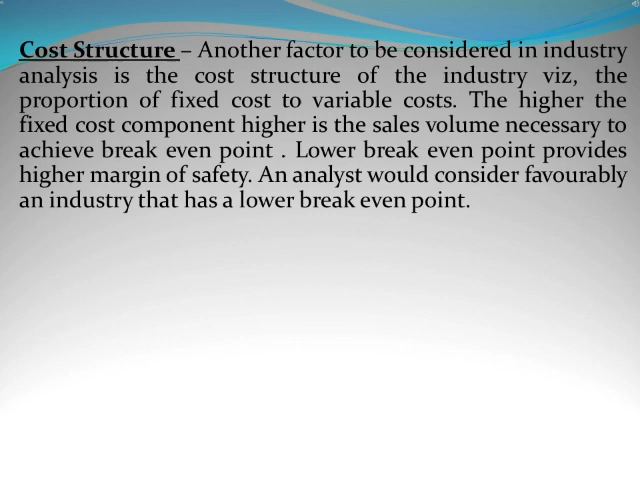 Cost Structure – Another factor to be considered in industry
analysis is the cost structure of the industry viz, the
proportion of fixed cost to variable costs. The higher the
fixed cost component higher is the sales volume necessary to
achieve break even point . Lower break even point provides
higher margin of safety. An analyst would consider favourably
an industry that has a lower break even point.